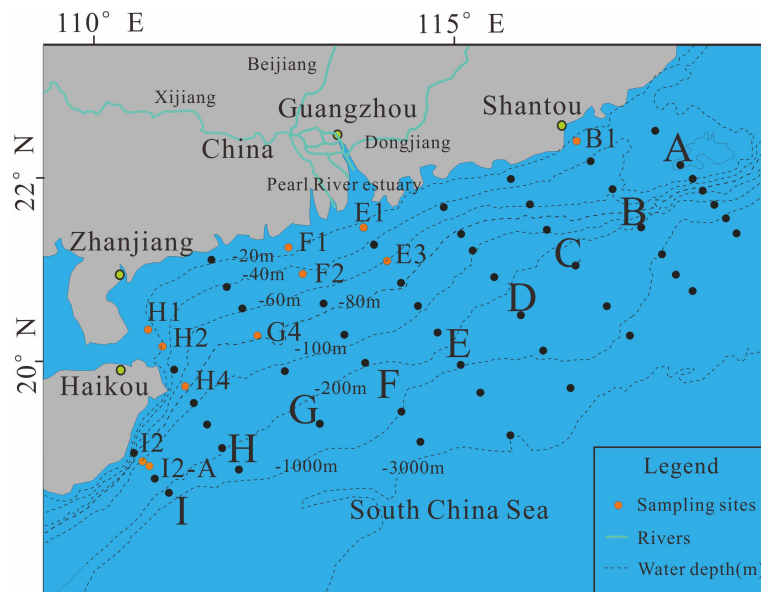 110° E
115° E
Beijiang
Xijiang
Guangzhou
Shantou
China
Dongjiang
B1
A
22° N
Pearl River estuary
E1
B
F1
Zhanjiang
-20m
E3
C
-40m
F2
-60m
-80m
H1
D
G4
H2
-100m
E
20° N
Haikou
H4
-200m
F
G
I2
H
-1000m
-3000m
I2-A
I
South China Sea
Legend
Sampling sites
Rivers
Water depth(m)